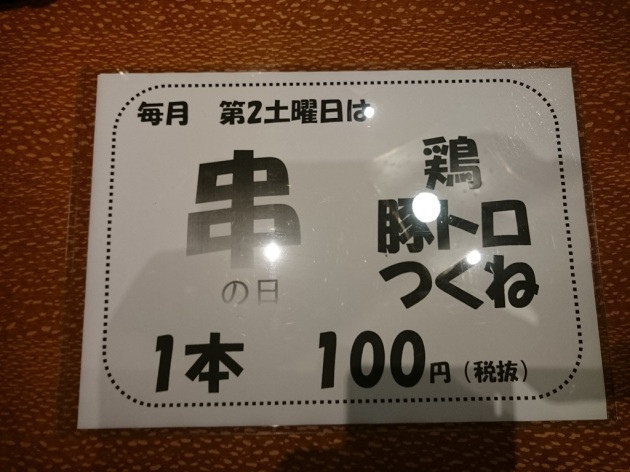 毎月 第2土曜日は
串
の日
鶏
豚トロ
つくね
1本 100円（税抜）